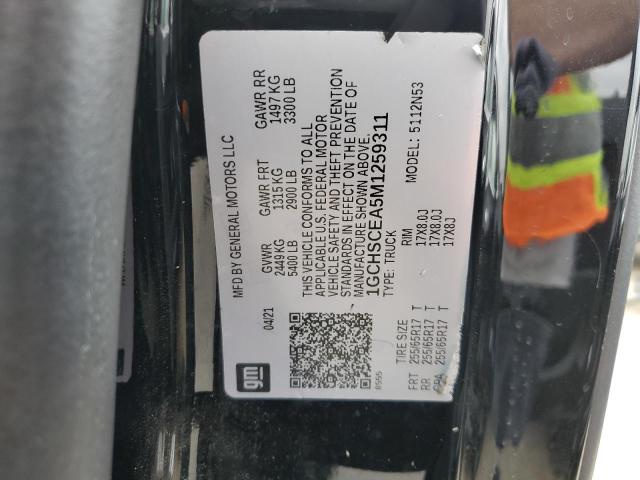 gm
04/21
MFD BY GENERAL MOTORS LLC
GVWR GAWR FRT GAWR RR
2449 KG 1315 KG 1497 KG
5400 LB 2900 LB 3300 LB
THIS VEHICLE CONFORMS TO ALL
APPLICABLE U.S. FEDERAL MOTOR
VEHICLE SAFETY AND THEFT PREVENTION
STANDARDS IN EFFECT ON THE DATE OF
MANUFACTURE SHOWN ABOVE.
1GCHSCEA5M1259311
TYPE: TRUCK MODEL: 5112N53
TIRE SIZE RIM
FRT 255/65R17 T 17X8.0J
RR 255/65R17 T 17X8.0J
SPA 255/65R17 T 17X8J